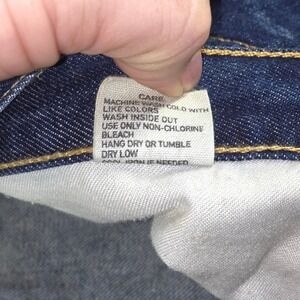 CARE
MACHINE WASH COLD WITH
LIKE COLORS
WASH INSIDE OUT
USE ONLY NON-CHLORINE
BLEACH
HANG DRY OR TUMBLE
DRY LOW
COOL IRON IF NEEDED